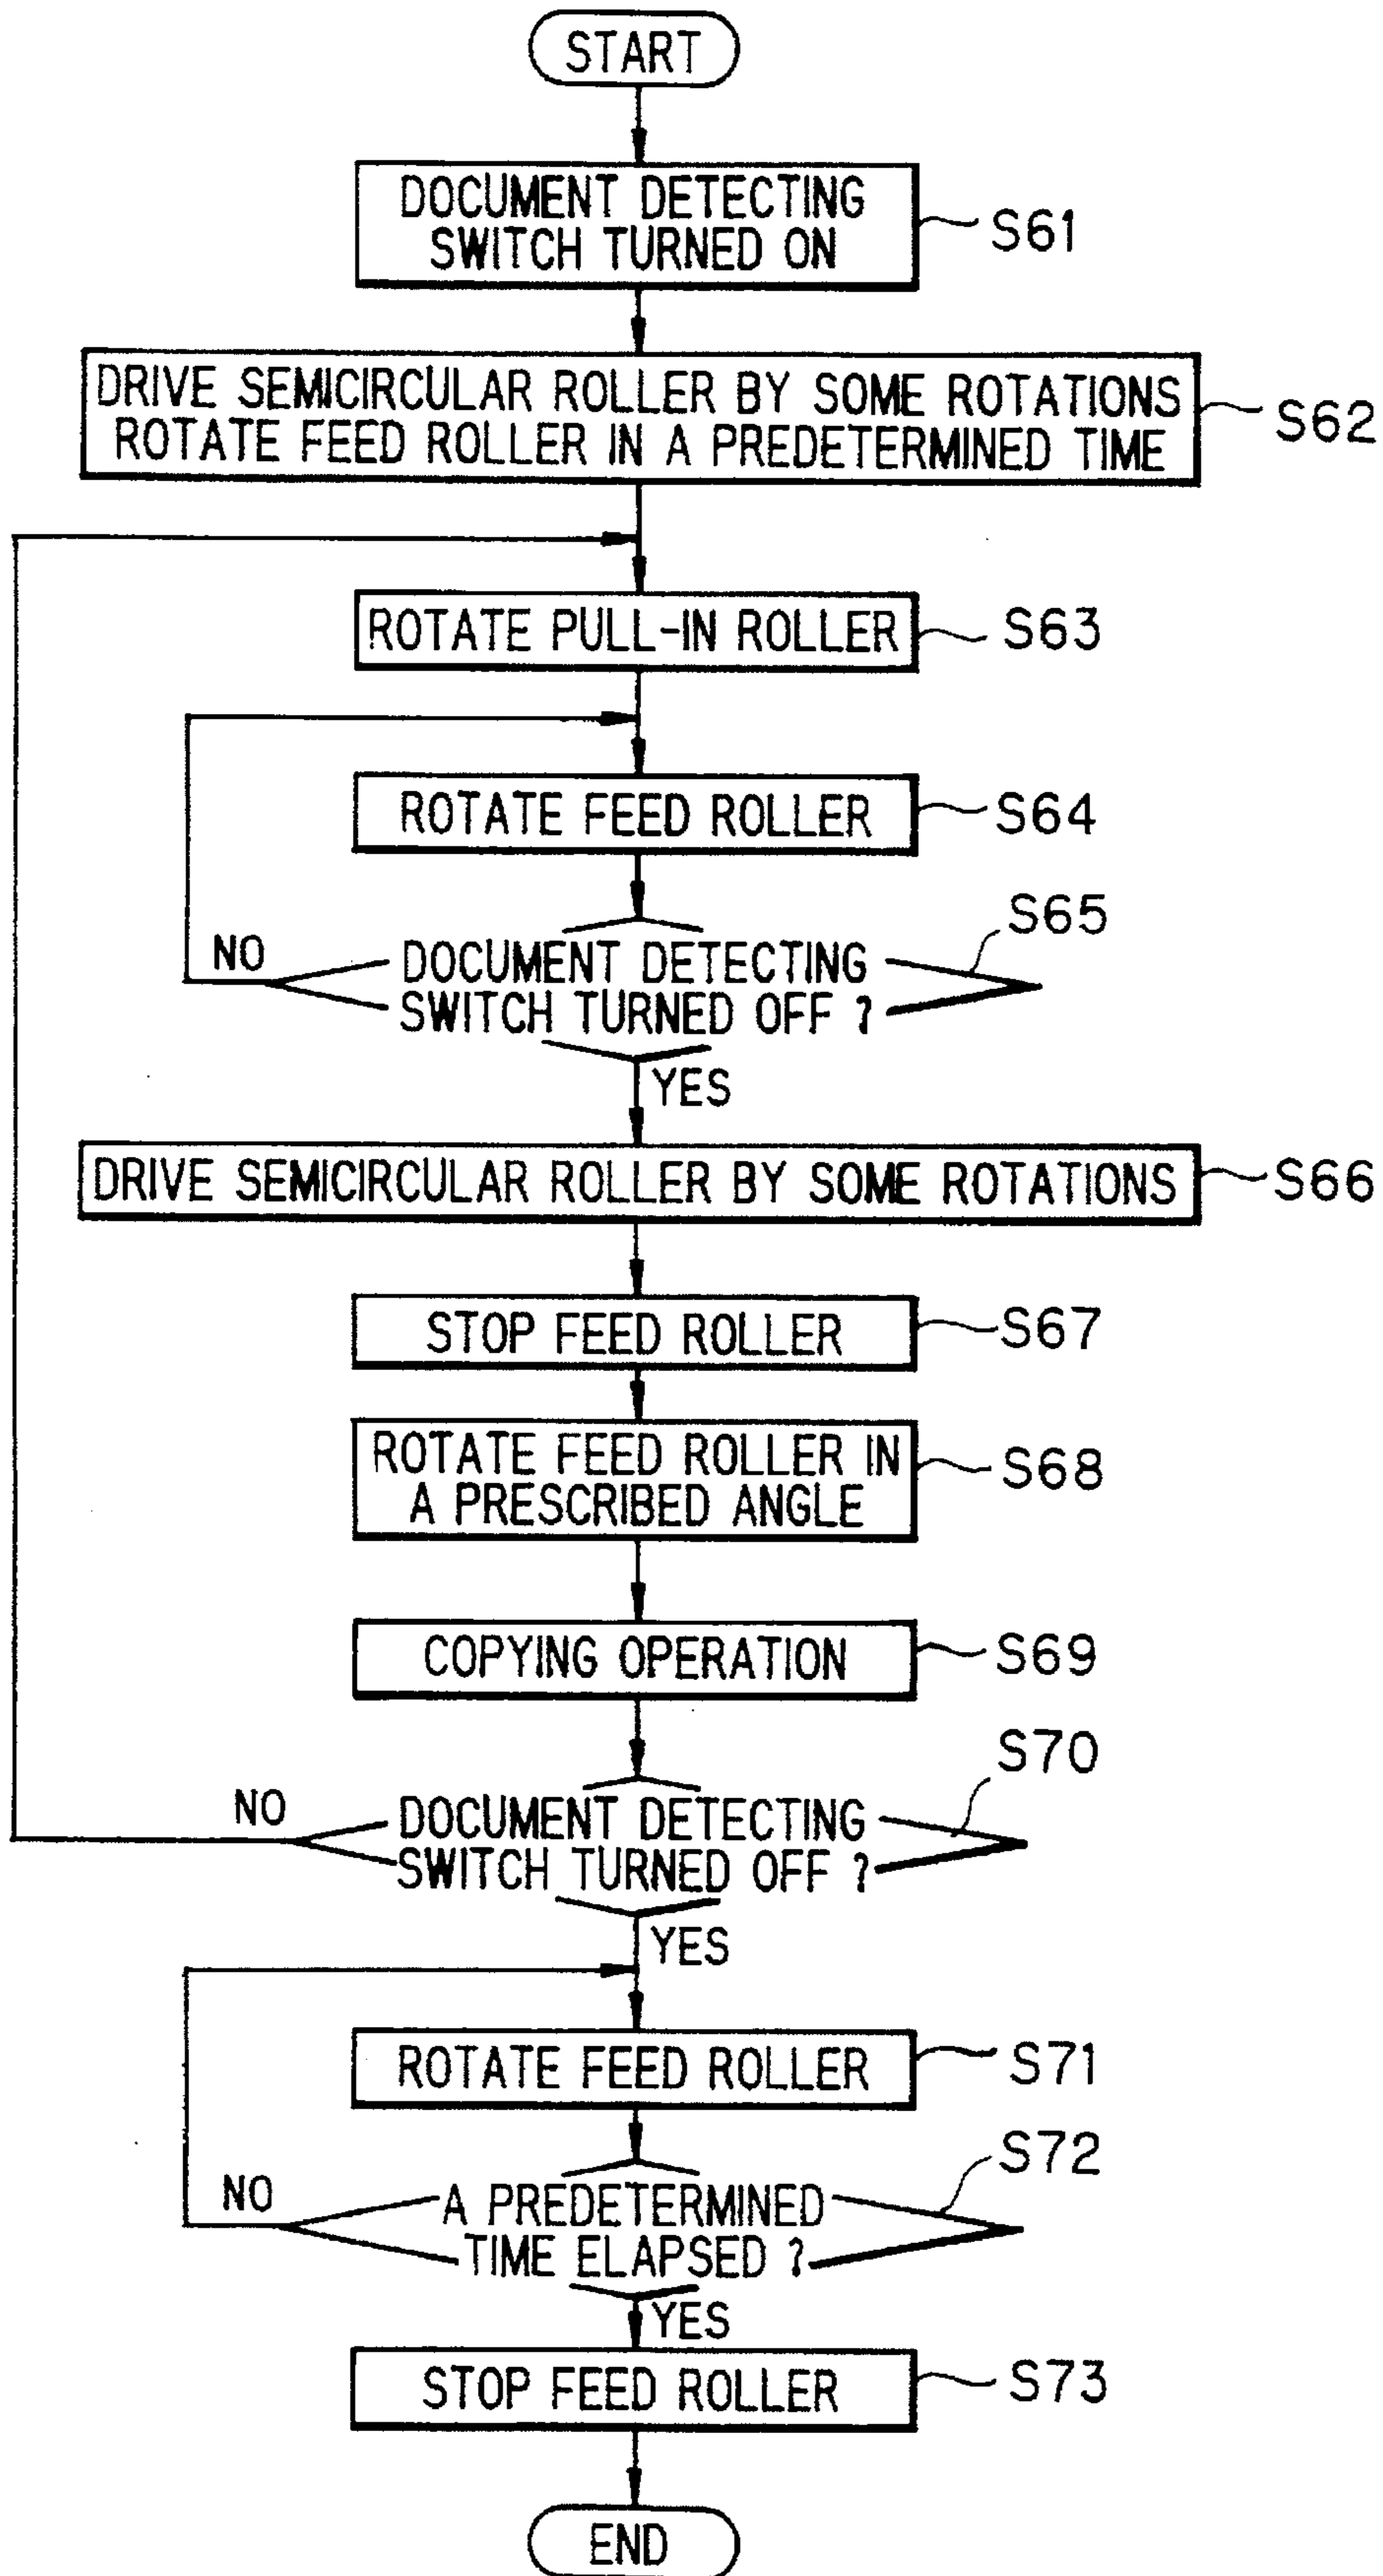 START
DOCUMENT DETECTING
SWITCH TURNED ON
S61
DRIVE SEMICIRCULAR ROLLER BY SOME ROTATIONS
ROTATE FEED ROLLER IN A PREDETERMINED TIME
S62
ROTATE PULL-IN ROLLER
S63
ROTATE FEED ROLLER
S64
S65
NO
DOCUMENT DETECTING
SWITCH TURNED OFF ?
YES
DRIVE SEMICIRCULAR ROLLER BY SOME ROTATIONS
S66
STOP FEED ROLLER
S67
ROTATE FEED ROLLER IN
A PRESCRIBED ANGLE
S68
COPYING OPERATION
S69
S70
NO
DOCUMENT DETECTING
SWITCH TURNED OFF ?
YES
ROTATE FEED ROLLER
S71
S72
NO
A PREDETERMINED
TIME ELAPSED ?
YES
STOP FEED ROLLER
S73
END